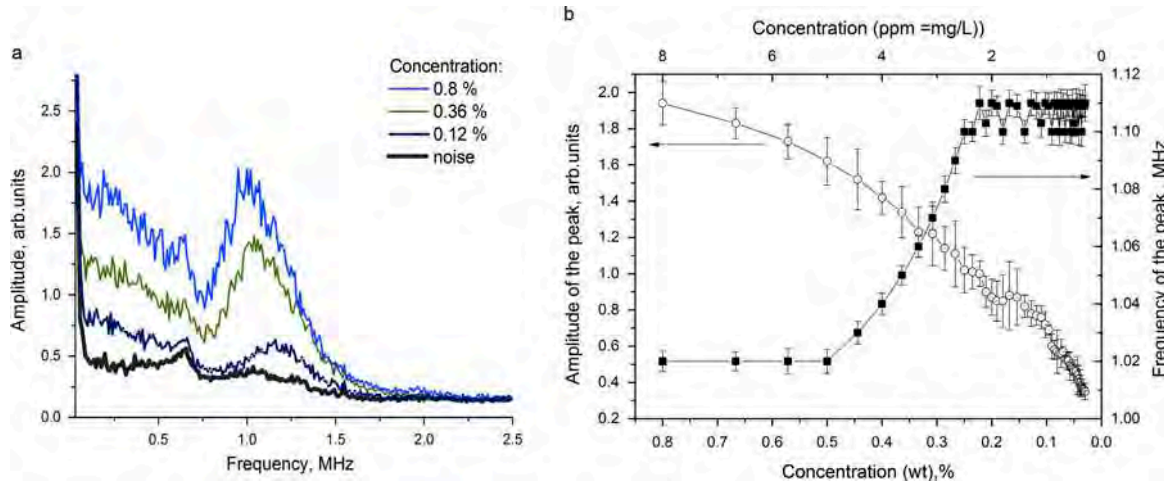 a
Concentration:
0.8 %
0.36 %
0.12 %
noise
Amplitude, arb.units
2.5
2.0
1.5
1.0
0.5
0.0
0.5 1.0 1.5 2.0 2.5
Frequency, MHz
b
Concentration (ppm =mg/L))
8 6 4 2 0
Amplitude of the peak, arb.units
2.0
1.8
1.6
1.4
1.2
1.0
0.8
0.6
0.4
0.2
1.12
1.10
1.08
1.06
1.04
1.02
1.00
Frequency of the peak, MHz
0.8 0.7 0.6 0.5 0.4 0.3 0.2 0.1 0.0
Concentration (wt),%